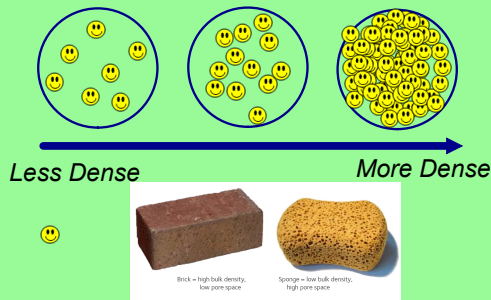 Less Dense
More Dense
Brick = high bulk density,
low pore space
Sponge = low bulk density,
high pore space